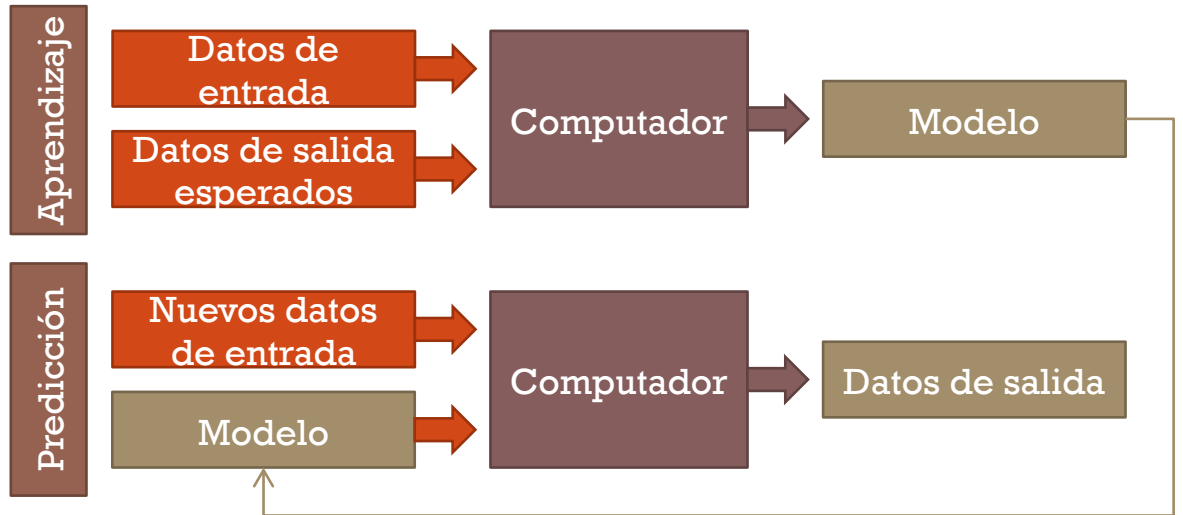 Aprendizaje
Datos de
entrada
Datos de salida
esperados
Computador
Modelo
Predicción
Nuevos datos
de entrada
Modelo
Computador
Datos de salida